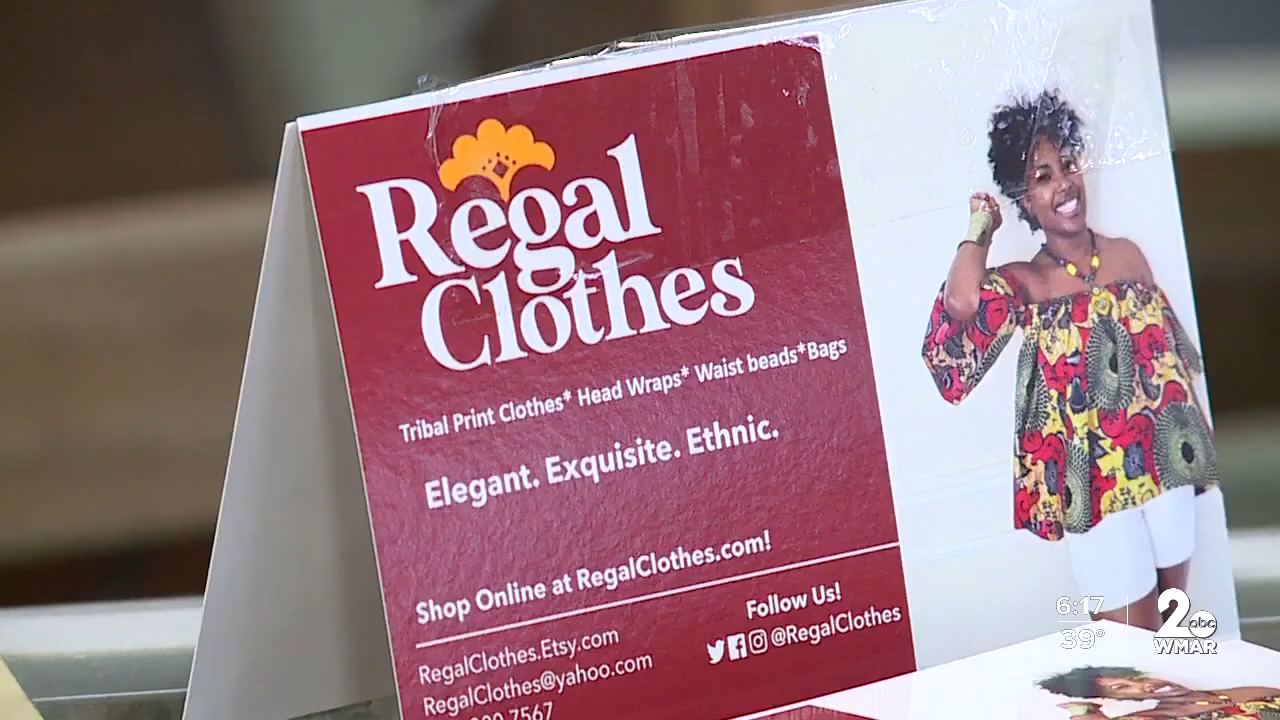 Regal
Clothes
Tribal Print Clothes* Head Wraps* Waist beads*Bags
Elegant. Exquisite. Ethnic.
Shop Online at RegalClothes.com!
RegalClothes.Etsy.com
RegalClothes@yahoo.com
7567
Follow Us!
@RegalClothes
6:17
39°
2 abc
WMAR